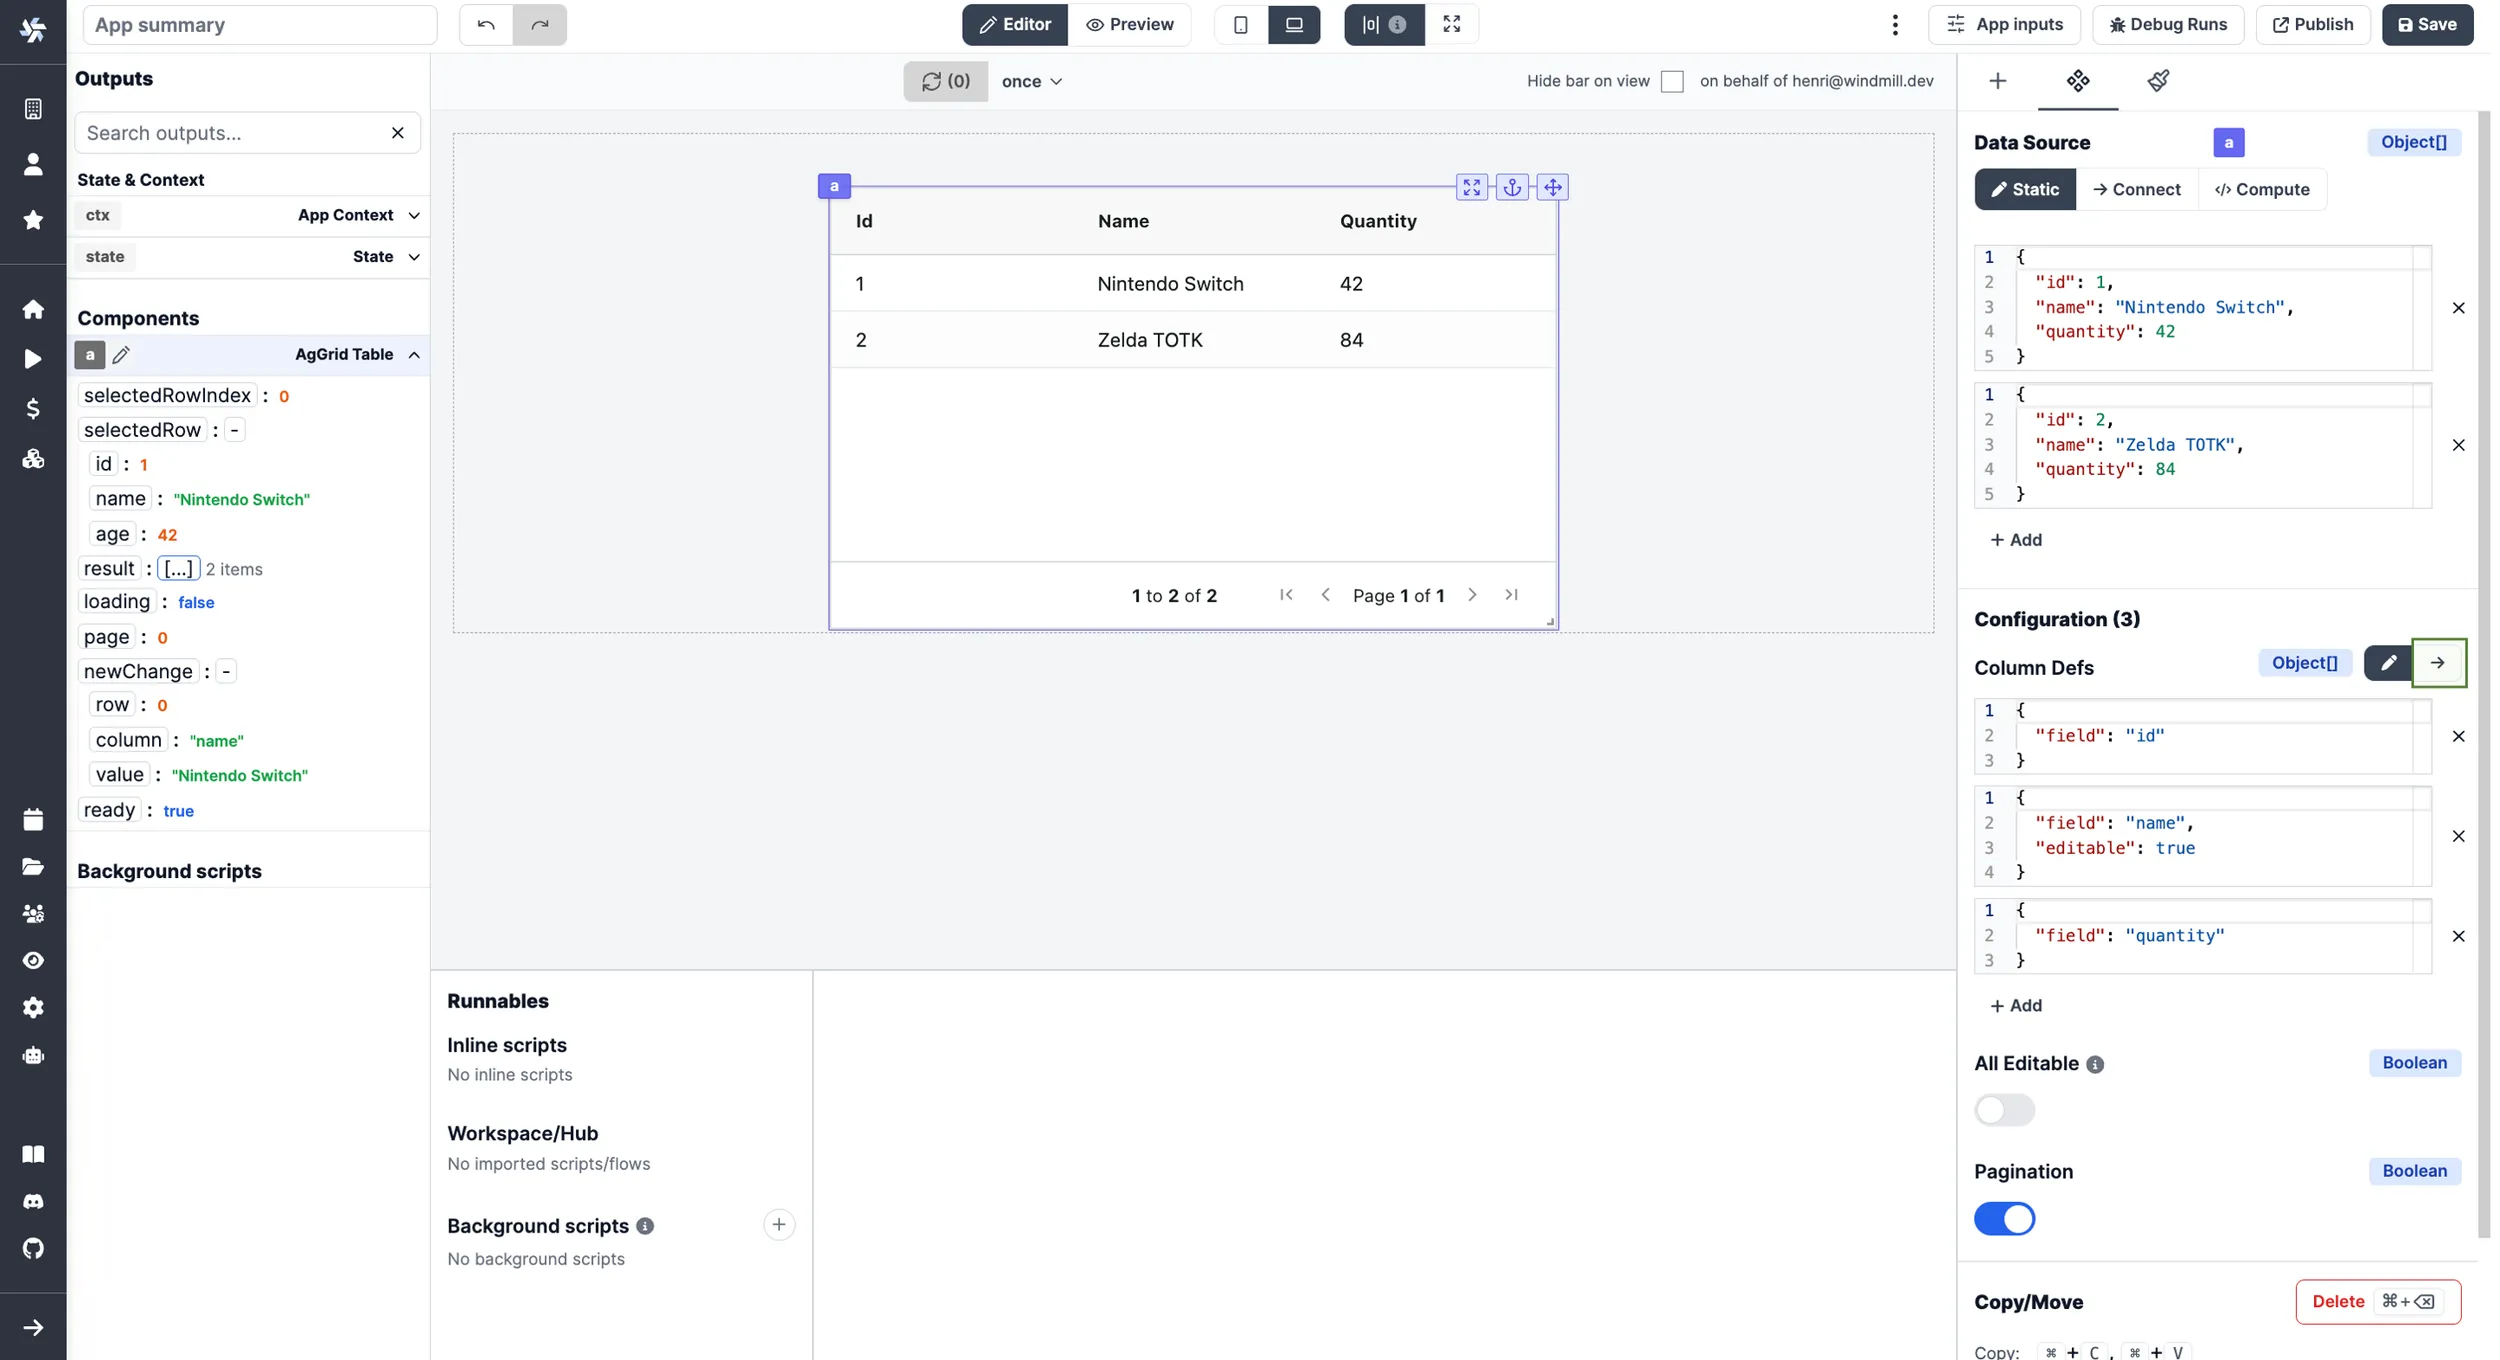 App summary
Editor
Preview
|0|
App inputs
Debug Runs
Publish
Save
Outputs
Search outputs...
State & Context
ctx
App Context
state
State
Components
a
AgGrid Table
selectedRowIndex : 0
selectedRow : -
id : 1
name : "Nintendo Switch"
age : 42
result : [...] 2 items
loading : false
page : 0
newChange : -
row : 0
column : "name"
value : "Nintendo Switch"
ready : true
Background scripts
(0)
once
Hide bar on view
on behalf of henri@windmill.dev
a
Id Name Quantity
1 Nintendo Switch 42
2 Zelda TOTK 84
1 to 2 of 2
Page 1 of 1
Runnables
Inline scripts
No inline scripts
Workspace/Hub
No imported scripts/flows
Background scripts
No background scripts
Data Source
a
Object[]
Static
Connect
</> Compute
1 {
2 "id": 1,
3 "name": "Nintendo Switch",
4 "quantity": 42
5 }
1 {
2 "id": 2,
3 "name": "Zelda TOTK",
4 "quantity": 84
5 }
+ Add
Configuration (3)
Column Defs
Object[]
1 {
2 "field": "id"
3 }
1 {
2 "field": "name",
3 "editable": true
4 }
1 {
2 "field": "quantity"
3 }
+ Add
All Editable
Boolean
Pagination
Boolean
Copy/Move
Delete ⌘+⌫
Copy: ⌘ + C , ⌘ + V